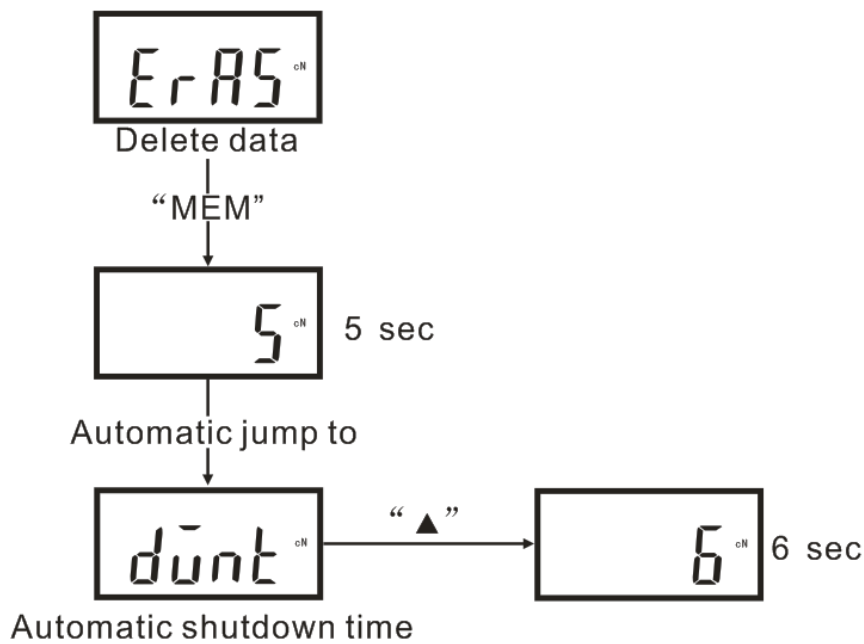 ErAS cN
Delete data
“MEM”
5 cN 5 sec
Automatic jump to
dūnt cN “▲” 6 cN 6 sec
Automatic shutdown time